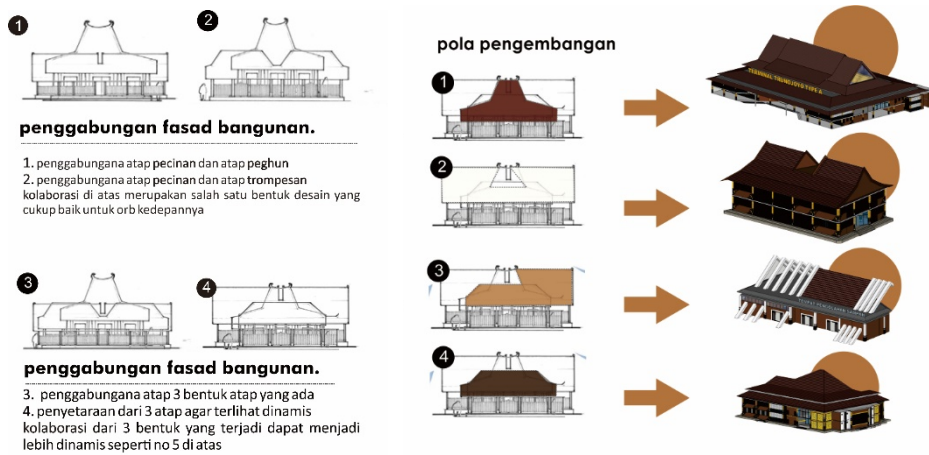 1
2
penggabungan fasad bangunan.
1. penggabungana atap pecinan dan atap peghun
2. penggabungana atap pecinan dan atap trompesan
kolaborasi di atas merupakan salah satu bentuk desain yang
cukup baik untuk orb kedepannya
3
4
penggabungan fasad bangunan.
3. penggabungana atap 3 bentuk atap yang ada
4. penyetaraan dari 3 atap agar terlihat dinamis
kolaborasi dari 3 bentuk yang terjadi dapat menjadi
lebih dinamis seperti no 5 di atas
pola pengembangan
1
TERMINAL TRUNOJOYO TYPE A
2
3
4